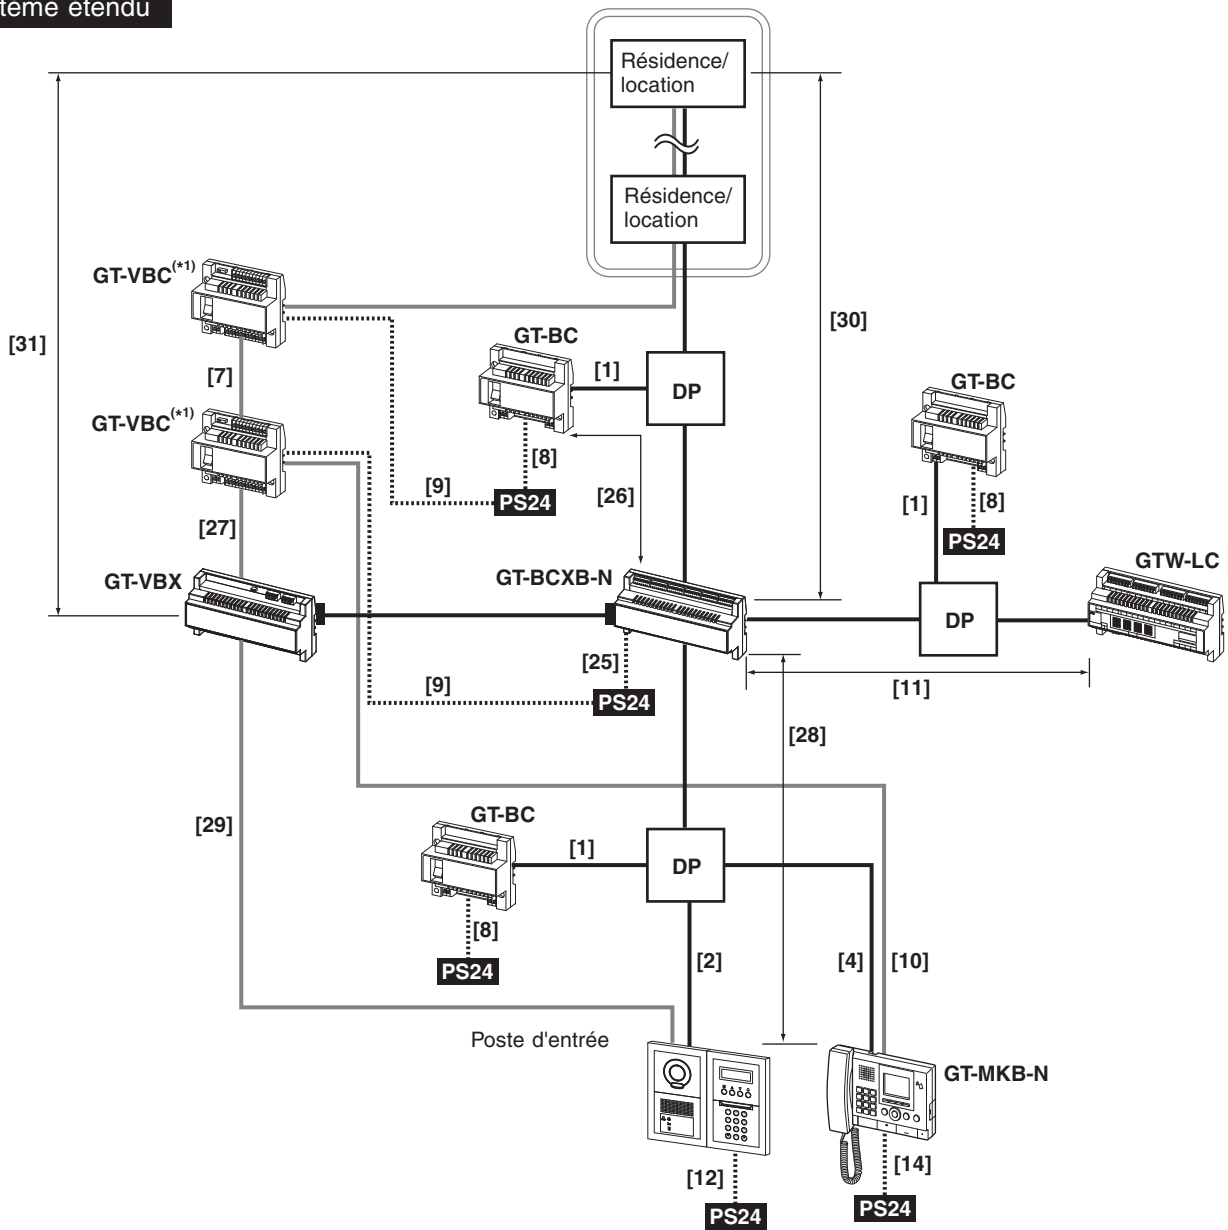 tème étendu
Résidence/
location
Résidence/
location
GT-VBC(*1)
[31]
[30]
GT-BC
[7]
[1]
DP
GT-BC
GT-VBC(*1)
[8]
[9]
PS24
[26]
[1]
[8]
[27]
PS24
GT-VBX
GT-BCXB-N
GTW-LC
DP
[25]
[9]
PS24
[11]
[28]
GT-BC
[29]
[1]
DP
[8]
PS24
[2]
[4]
[10]
Poste d'entrée
GT-MKB-N
[12]
[14]
PS24
PS24